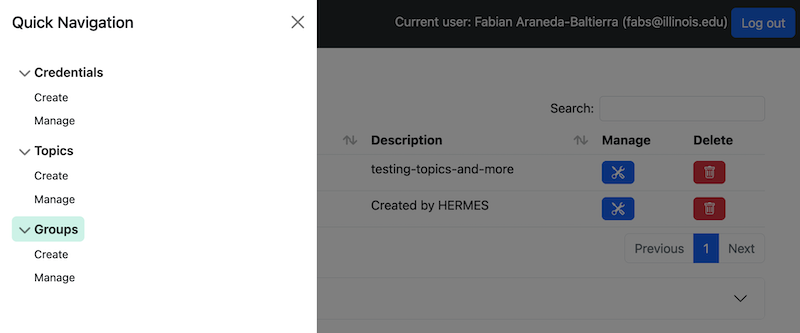 Quick Navigation
Current user: Fabian Araneda-Baltierra (fabs@illinois.edu) Log out
Credentials
Create
Manage
Topics
Create
Manage
Groups
Create
Manage
Search:
Description Manage Delete
testing-topics-and-more
Created by HERMES
Previous 1 Next